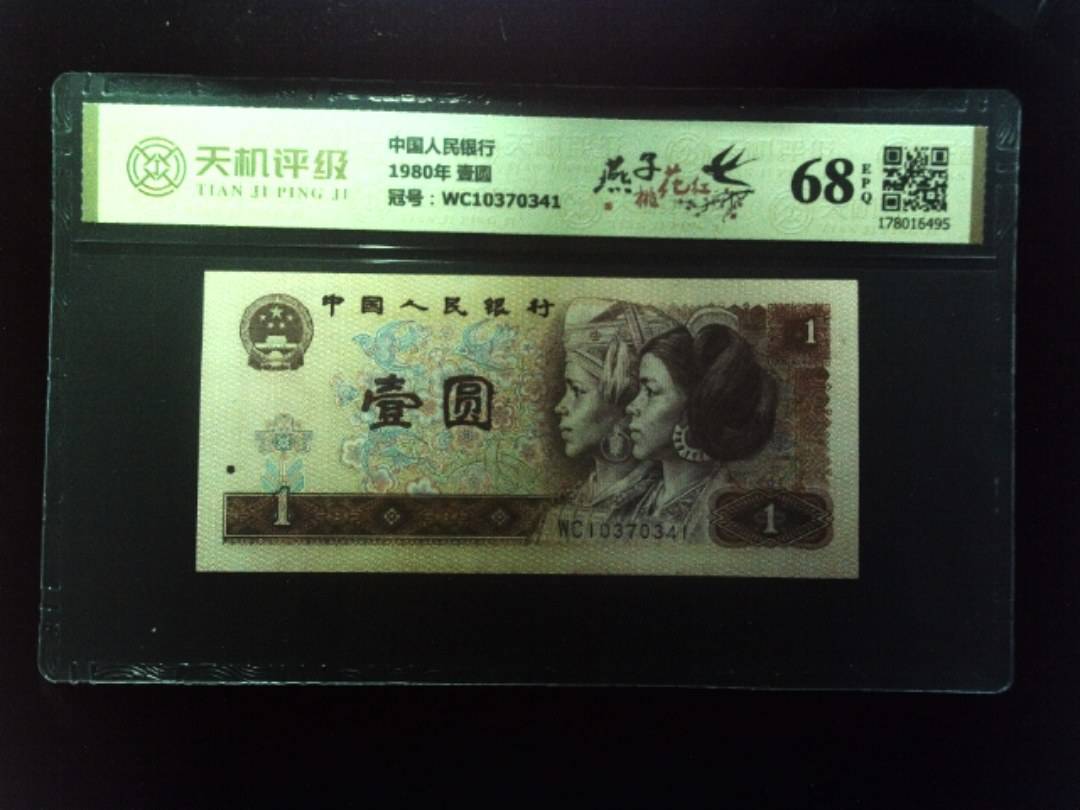 天机评级
TIAN JI PING JI
中国人民银行
1980年 壹圆
冠号：WC10370341
燕子
桃花红
68
EPQ
178016495
中国人民银行
1
壹圆
1
WC10370341
1